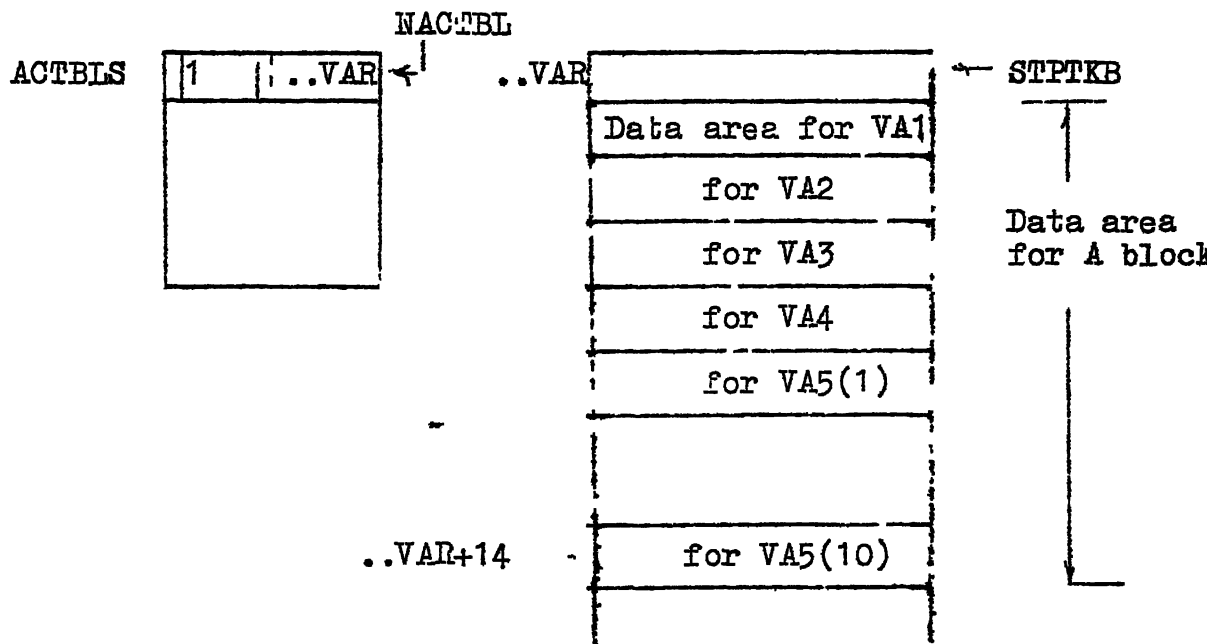 NACTBL
ACTBLS 1 ..VAR ..VAR STPTKB
Data area for VA1
for VA2
Data area
for A block
for VA3
for VA4
for VA5(1)
..VAR+14 for VA5(10)